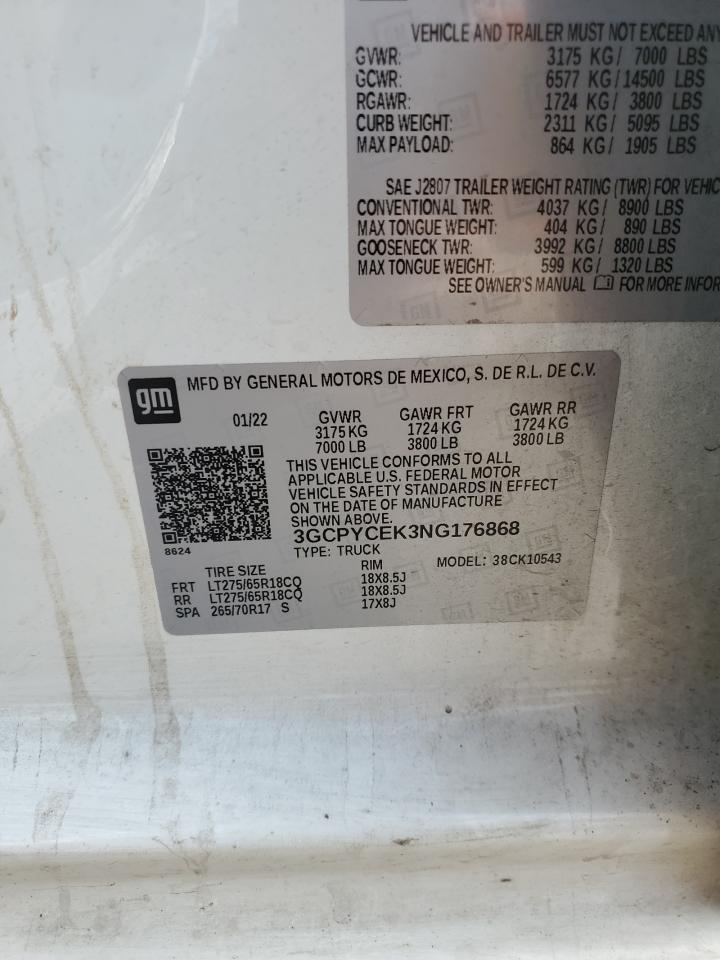 VEHICLE AND TRAILER MUST NOT EXCEED ANY
GVWR: 3175 KG/ 7000 LBS
GCWR: 6577 KG/14500 LBS
RGAWR: 1724 KG/ 3800 LBS
CURB WEIGHT: 2311 KG/ 5095 LBS
MAX PAYLOAD: 864 KG/ 1905 LBS
SAE J2807 TRAILER WEIGHT RATING (TWR) FOR VEHIC
CONVENTIONAL TWR: 4037 KG/ 8900 LBS
MAX TONGUE WEIGHT: 404 KG/ 890 LBS
GOOSENECK TWR: 3992 KG/ 8800 LBS
MAX TONGUE WEIGHT: 599 KG/ 1320 LBS
SEE OWNER'S MANUAL FOR MORE INFOR
gm
MFD BY GENERAL MOTORS DE MEXICO, S. DE R.L. DE C.V.
01/22 GVWR GAWR FRT GAWR RR
3175 KG 1724 KG 1724 KG
7000 LB 3800 LB 3800 LB
THIS VEHICLE CONFORMS TO ALL
APPLICABLE U.S. FEDERAL MOTOR
VEHICLE SAFETY STANDARDS IN EFFECT
ON THE DATE OF MANUFACTURE
SHOWN ABOVE.
3GCPYCEK3NG176868
8624
TYPE: TRUCK MODEL: 38CK10543
TIRE SIZE RIM
FRT LT275/65R18CQ 18X8.5J
RR LT275/65R18CQ 18X8.5J
SPA 265/70R17 S 17X8J